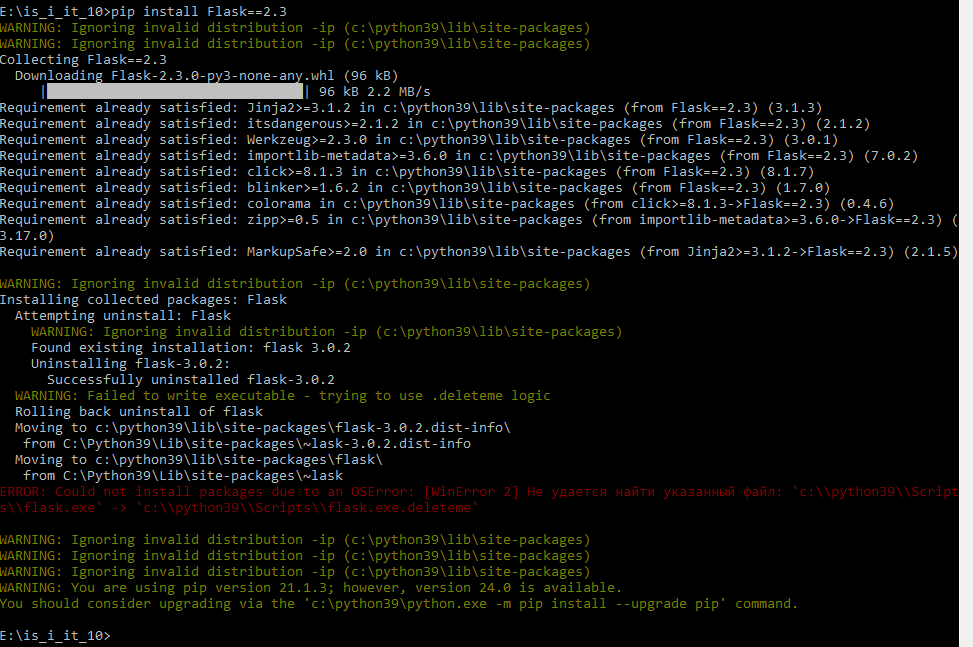 E:\is_i_it_10>pip install Flask==2.3
WARNING: Ignoring invalid distribution -ip (c:\python39\lib\site-packages)
WARNING: Ignoring invalid distribution -ip (c:\python39\lib\site-packages)
Collecting Flask==2.3
  Downloading Flask-2.3.0-py3-none-any.whl (96 kB)
     |████████████████████████████████| 96 kB 2.2 MB/s
Requirement already satisfied: Jinja2>=3.1.2 in c:\python39\lib\site-packages (from Flask==2.3) (3.1.3)
Requirement already satisfied: itsdangerous>=2.1.2 in c:\python39\lib\site-packages (from Flask==2.3) (2.1.2)
Requirement already satisfied: Werkzeug>=2.3.0 in c:\python39\lib\site-packages (from Flask==2.3) (3.0.1)
Requirement already satisfied: importlib-metadata>=3.6.0 in c:\python39\lib\site-packages (from Flask==2.3) (7.0.2)
Requirement already satisfied: click>=8.1.3 in c:\python39\lib\site-packages (from Flask==2.3) (8.1.7)
Requirement already satisfied: blinker>=1.6.2 in c:\python39\lib\site-packages (from Flask==2.3) (1.7.0)
Requirement already satisfied: colorama in c:\python39\lib\site-packages (from click>=8.1.3->Flask==2.3) (0.4.6)
Requirement already satisfied: zipp>=0.5 in c:\python39\lib\site-packages (from importlib-metadata>=3.6.0->Flask==2.3) (
3.17.0)
Requirement already satisfied: MarkupSafe>=2.0 in c:\python39\lib\site-packages (from Jinja2>=3.1.2->Flask==2.3) (2.1.5)
WARNING: Ignoring invalid distribution -ip (c:\python39\lib\site-packages)
Installing collected packages: Flask
  Attempting uninstall: Flask
    WARNING: Ignoring invalid distribution -ip (c:\python39\lib\site-packages)
    Found existing installation: flask 3.0.2
    Uninstalling flask-3.0.2:
      Successfully uninstalled flask-3.0.2
  WARNING: Failed to write executable - trying to use .deleteme logic
  Rolling back uninstall of flask
  Moving to c:\python39\lib\site-packages\flask-3.0.2.dist-info\
   from C:\Python39\Lib\site-packages\~lask-3.0.2.dist-info
  Moving to c:\python39\lib\site-packages\flask\
   from C:\Python39\Lib\site-packages\~lask
ERROR: Could not install packages due to an OSError: [WinError 2] Не удается найти указанный файл: 'c:\\python39\\Script
s\\flask.exe' -> 'c:\\python39\\Scripts\\flask.exe.deleteme'
WARNING: Ignoring invalid distribution -ip (c:\python39\lib\site-packages)
WARNING: Ignoring invalid distribution -ip (c:\python39\lib\site-packages)
WARNING: Ignoring invalid distribution -ip (c:\python39\lib\site-packages)
WARNING: You are using pip version 21.1.3; however, version 24.0 is available.
You should consider upgrading via the 'c:\python39\python.exe -m pip install --upgrade pip' command.
E:\is_i_it_10>